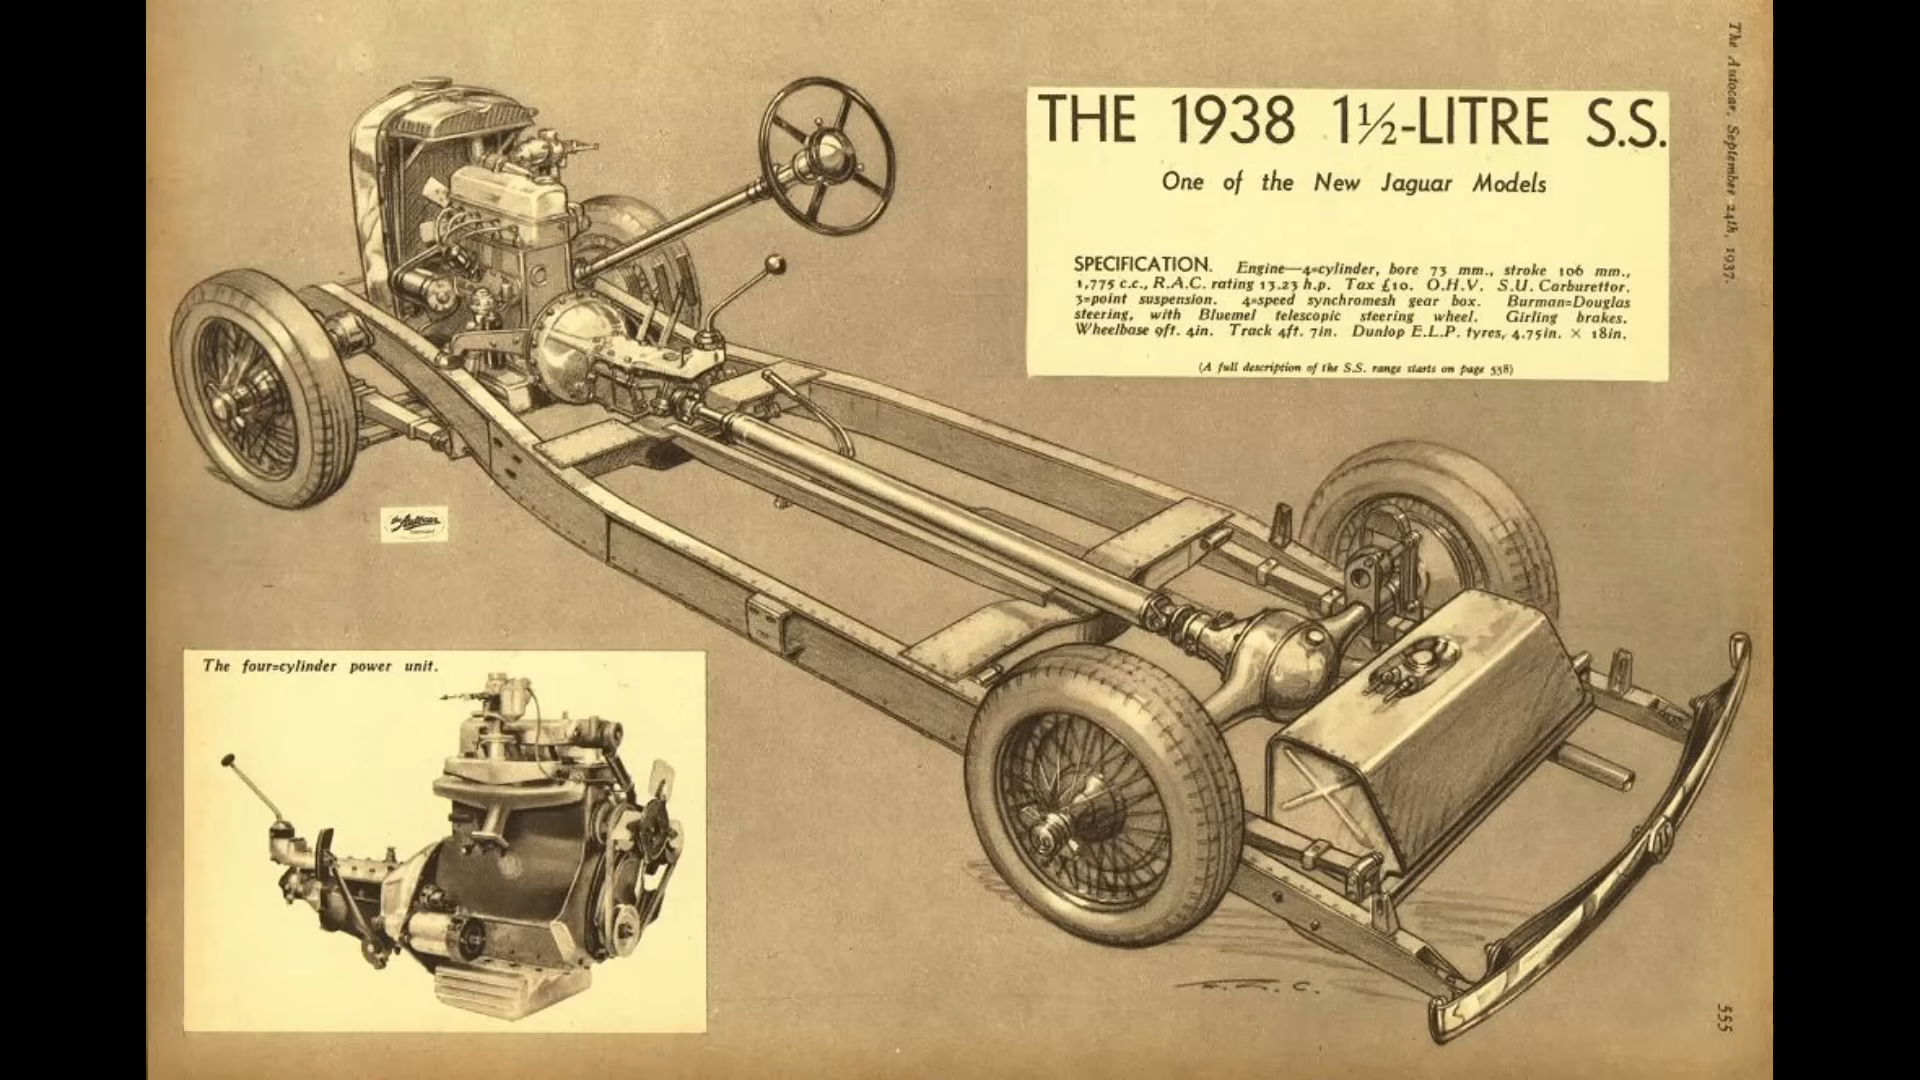 THE 1938 1½-LITRE S.S.
One of the New Jaguar Models
SPECIFICATION. Engine—4-cylinder, bore 73 mm., stroke 106 mm.,
1,775 c.c., R.A.C. rating 13.23 h.p. Tax £10. O.H.V. S.U. Carburettor.
3-point suspension. 4-speed synchromesh gear box. Burman-Douglas
steering, with Bluemel telescopic steering wheel. Girling brakes.
Wheelbase 9ft. 4in. Track 4ft. 7in. Dunlop E.L.P. tyres, 4.75in. × 18in.
(A full description of the S.S. range starts on page 538)
The Autocar, September 24th, 1937.
The Autocar
The four-cylinder power unit.
555